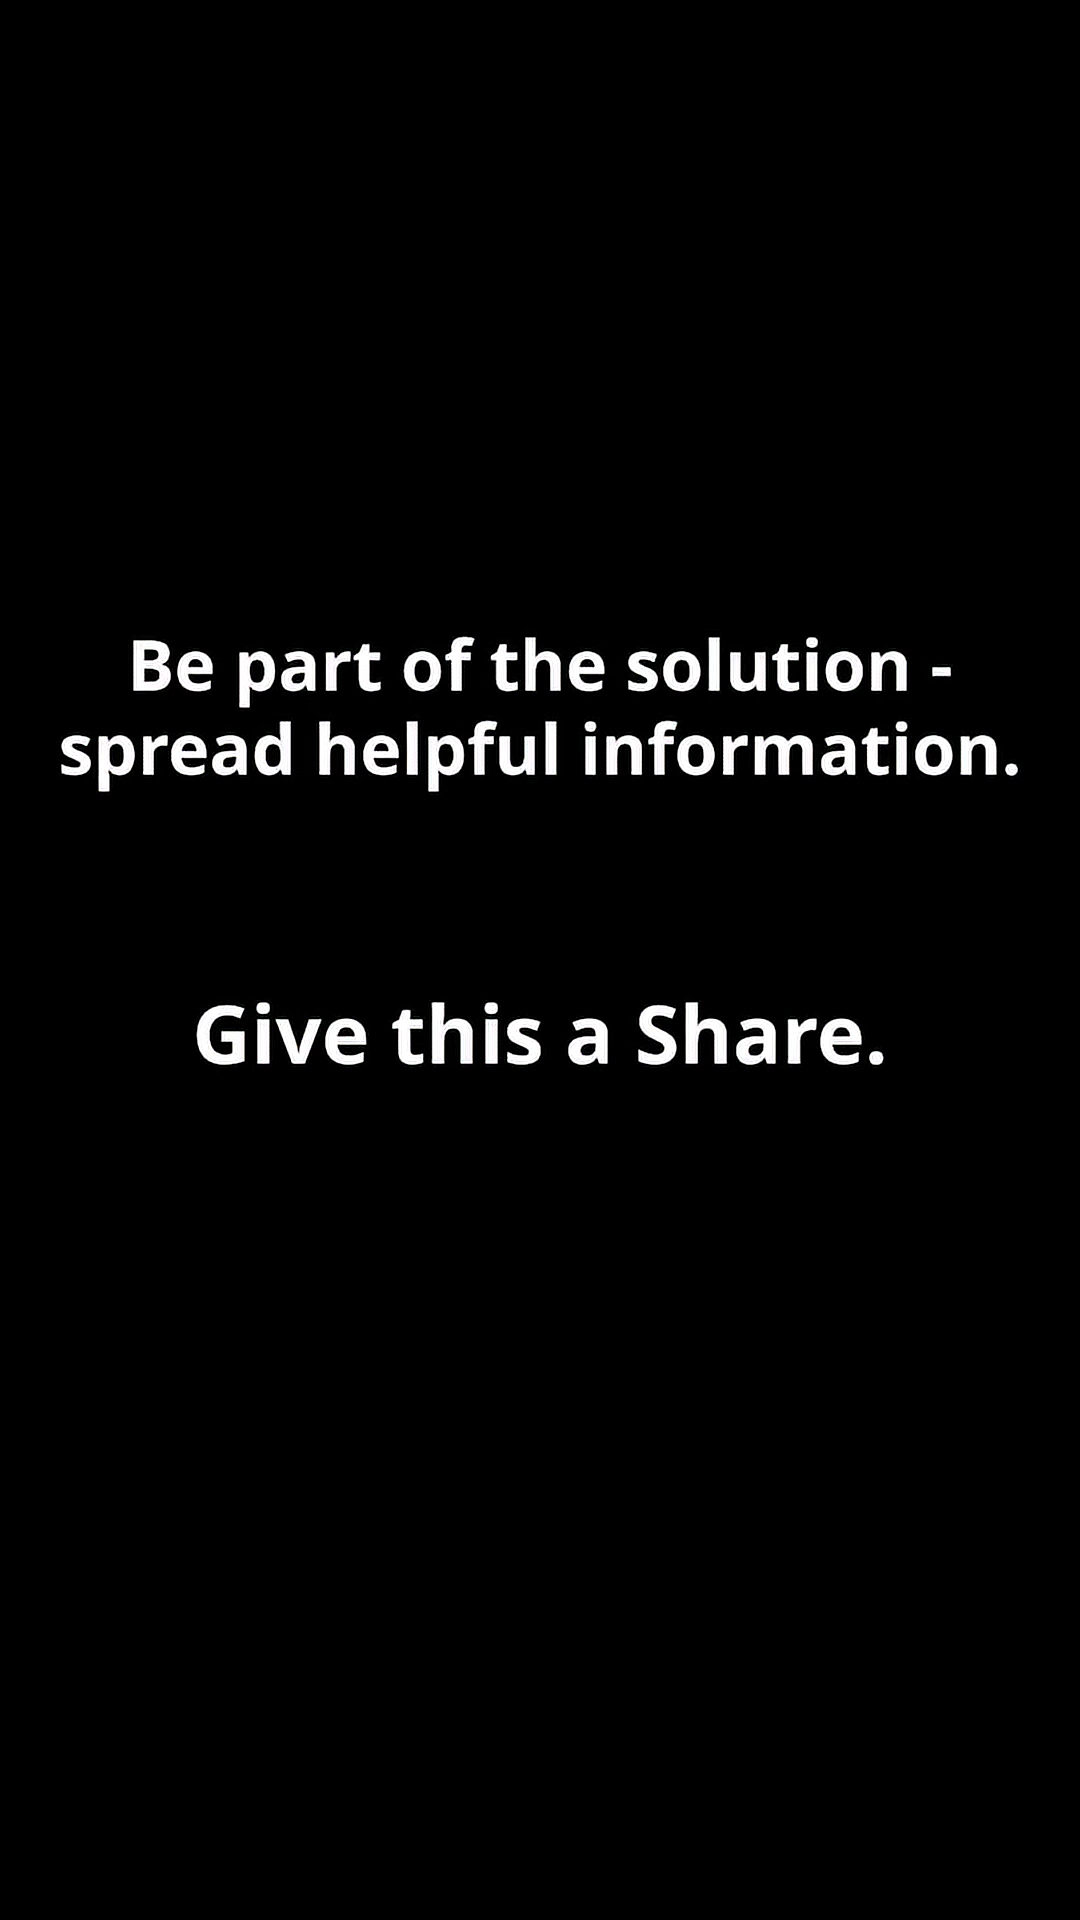 Be part of the solution -
spread helpful information.
Give this a Share.